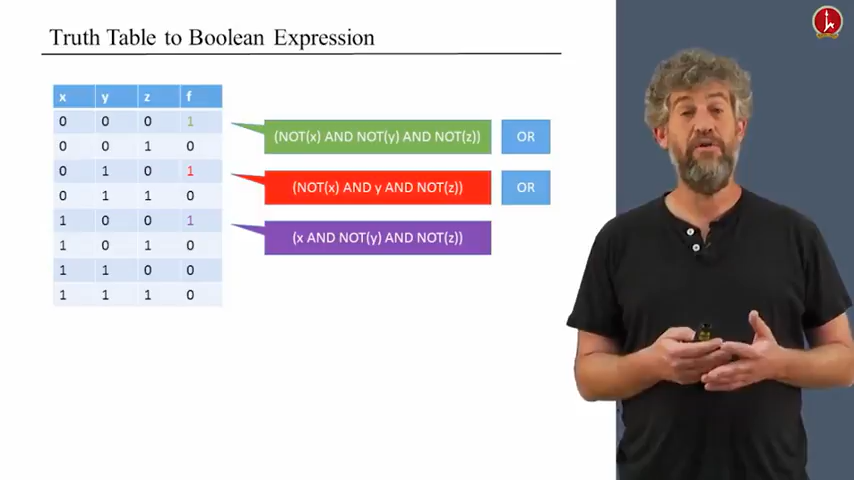 Truth Table to Boolean Expression
x y z f
0 0 0 1
0 0 1 0
0 1 0 1
0 1 1 0
1 0 0 1
1 0 1 0
1 1 0 0
1 1 1 0
(NOT(x) AND NOT(y) AND NOT(z)) OR
(NOT(x) AND y AND NOT(z)) OR
(x AND NOT(y) AND NOT(z))